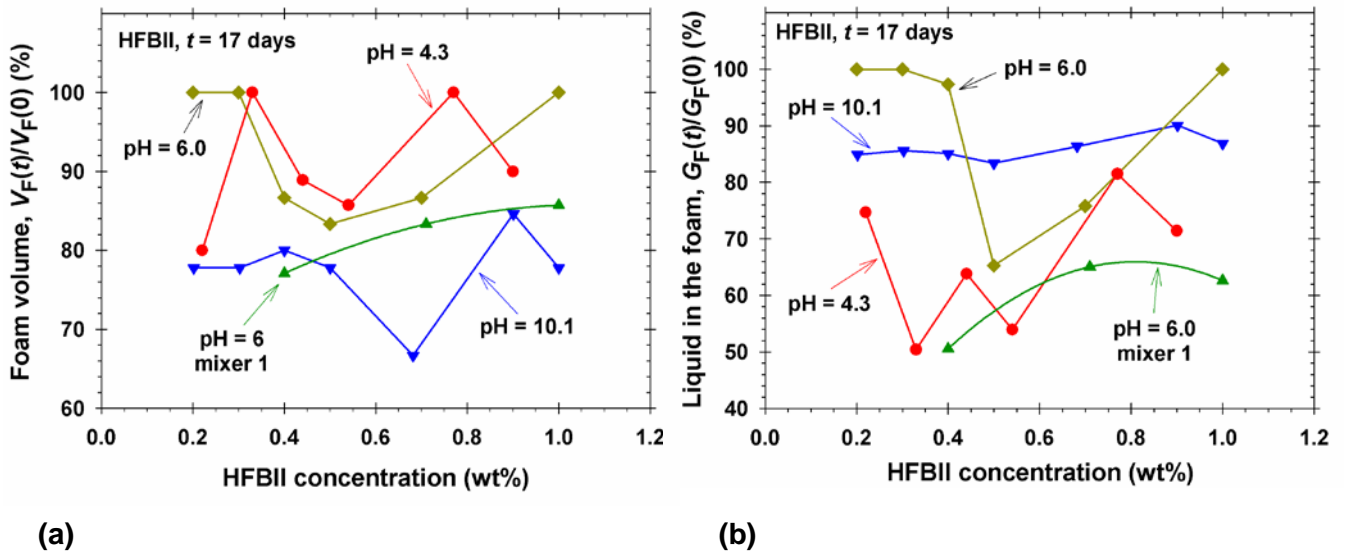 HFBII, t = 17 days
pH = 4.3
pH = 6.0
pH = 6
mixer 1
pH = 10.1
Foam volume, V_F(t)/V_F(0) (%)
100
90
80
70
60
0.0 0.2 0.4 0.6 0.8 1.0 1.2
HFBII concentration (wt%)
(a)
HFBII, t = 17 days
pH = 6.0
pH = 10.1
pH = 4.3
pH = 6.0
mixer 1
Liquid in the foam, G_F(t)/G_F(0) (%)
100
90
80
70
60
50
40
0.0 0.2 0.4 0.6 0.8 1.0 1.2
HFBII concentration (wt%)
(b)